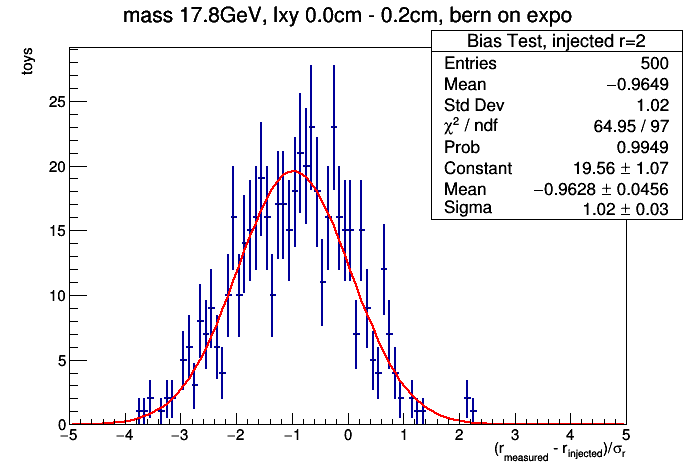 mass 17.8GeV, lxy 0.0cm - 0.2cm, bern on expo
Bias Test, injected r=2
Entries 500
Mean −0.9649
Std Dev 1.02
χ² / ndf 64.95 / 97
Prob 0.9949
Constant 19.56 ± 1.07
Mean −0.9628 ± 0.0456
Sigma 1.02 ± 0.03
toys
25
20
15
10
5
0
−5 −4 −3 −2 −1 0 1 2 3 4 5
(r_measured - r_injected)/σ_r